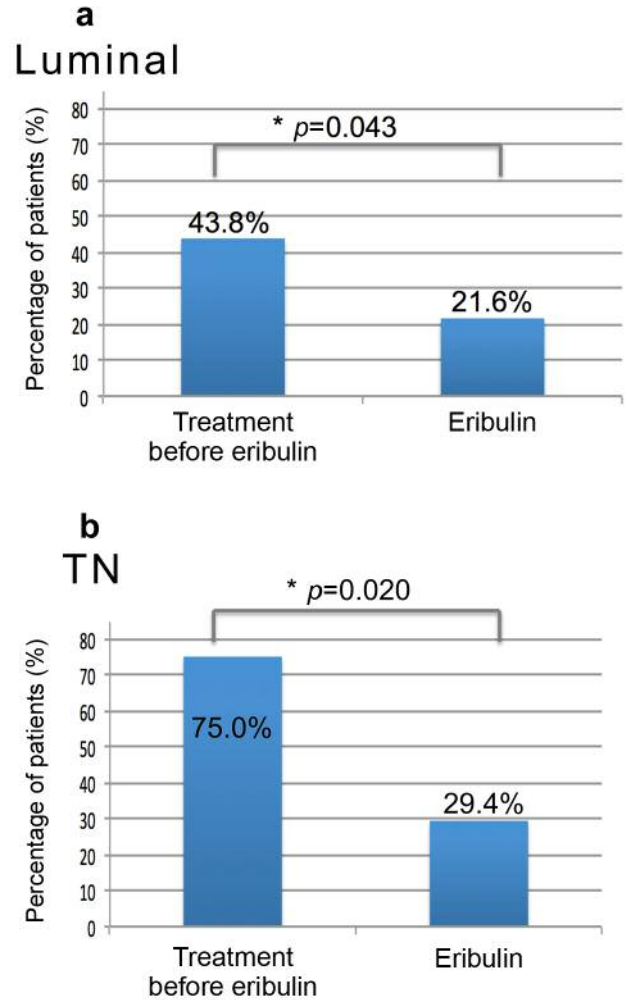 a
Luminal
Percentage of patients (%)
80
70
60
50
40
30
20
10
0
* p=0.043
43.8%
21.6%
Treatment
before eribulin
Eribulin
b
TN
Percentage of patients (%)
80
70
60
50
40
30
20
10
0
* p=0.020
75.0%
29.4%
Treatment
before eribulin
Eribulin